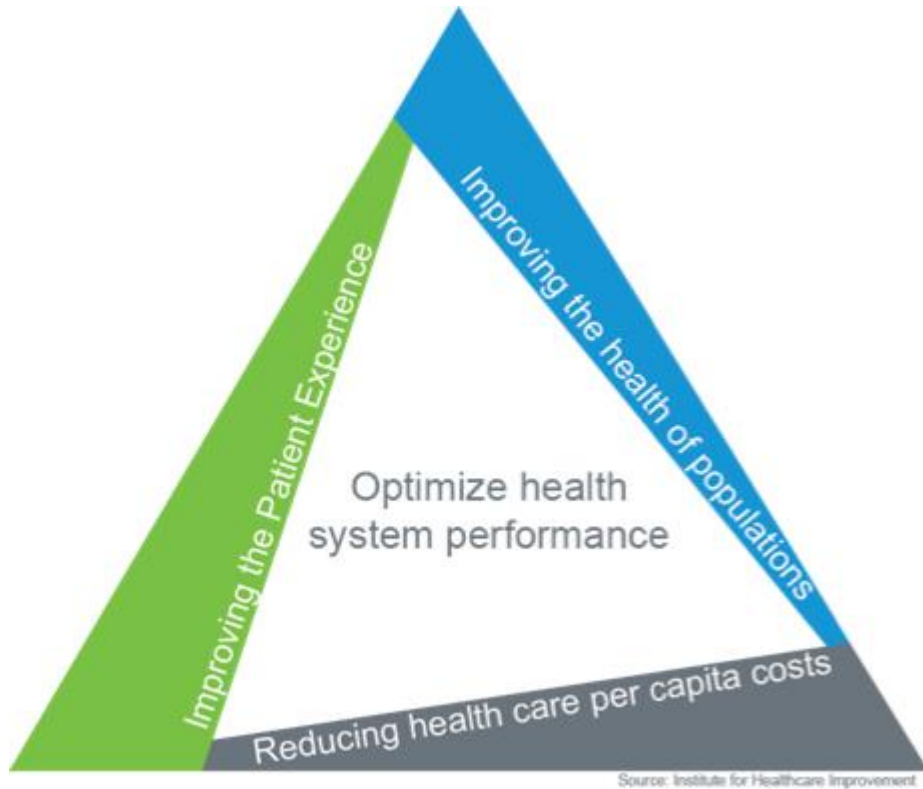 Improving the health of populations
Improving the Patient Experience
Optimize health
system performance
Reducing health care per capita costs
Source: Institute for Healthcare Improvement